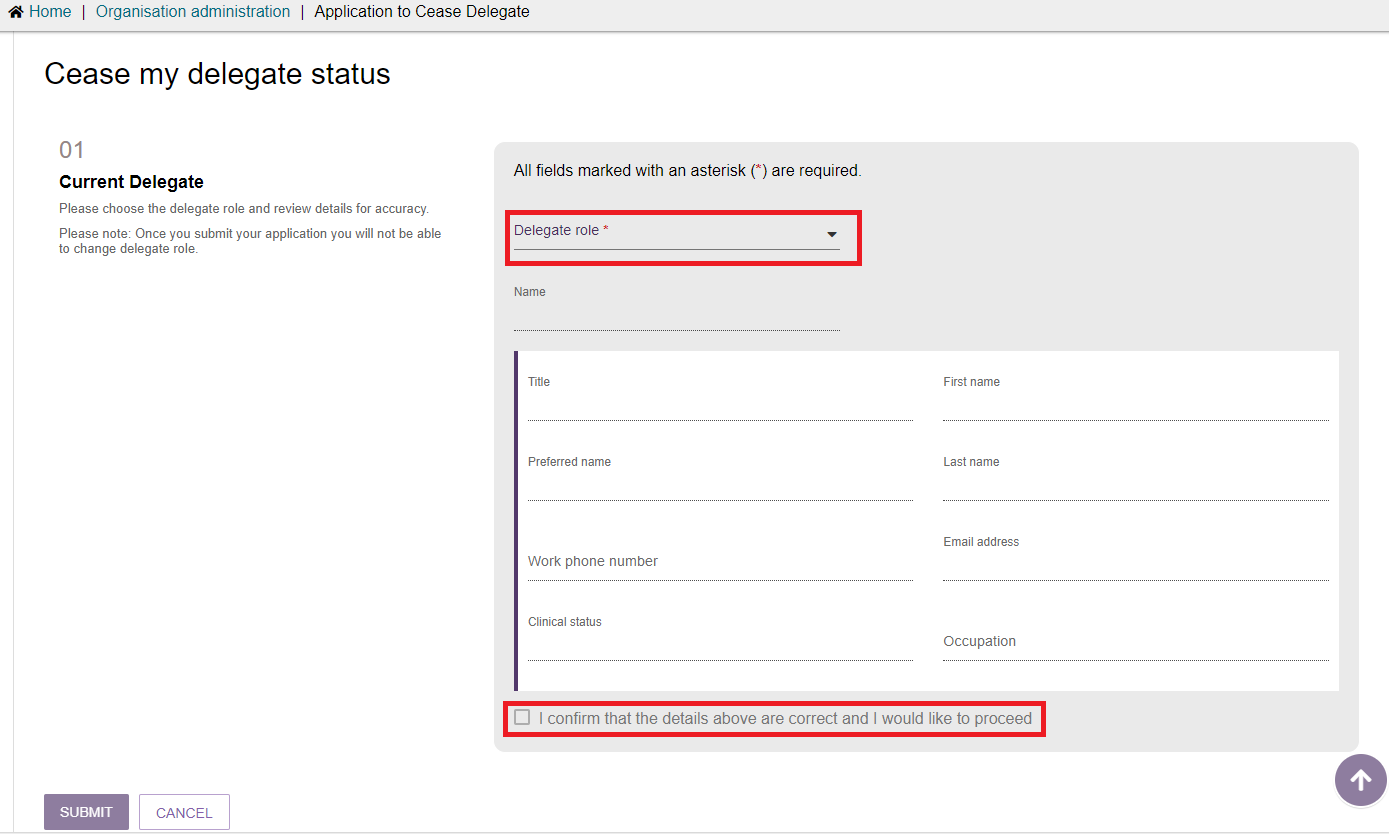 Home | Organisation administration | Application to Cease Delegate
Cease my delegate status
01
Current Delegate
Please choose the delegate role and review details for accuracy.
Please note: Once you submit your application you will not be able
to change delegate role.
All fields marked with an asterisk (*) are required.
Delegate role *
Name
Title
First name
Preferred name
Last name
Work phone number
Email address
Clinical status
Occupation
I confirm that the details above are correct and I would like to proceed
SUBMIT
CANCEL